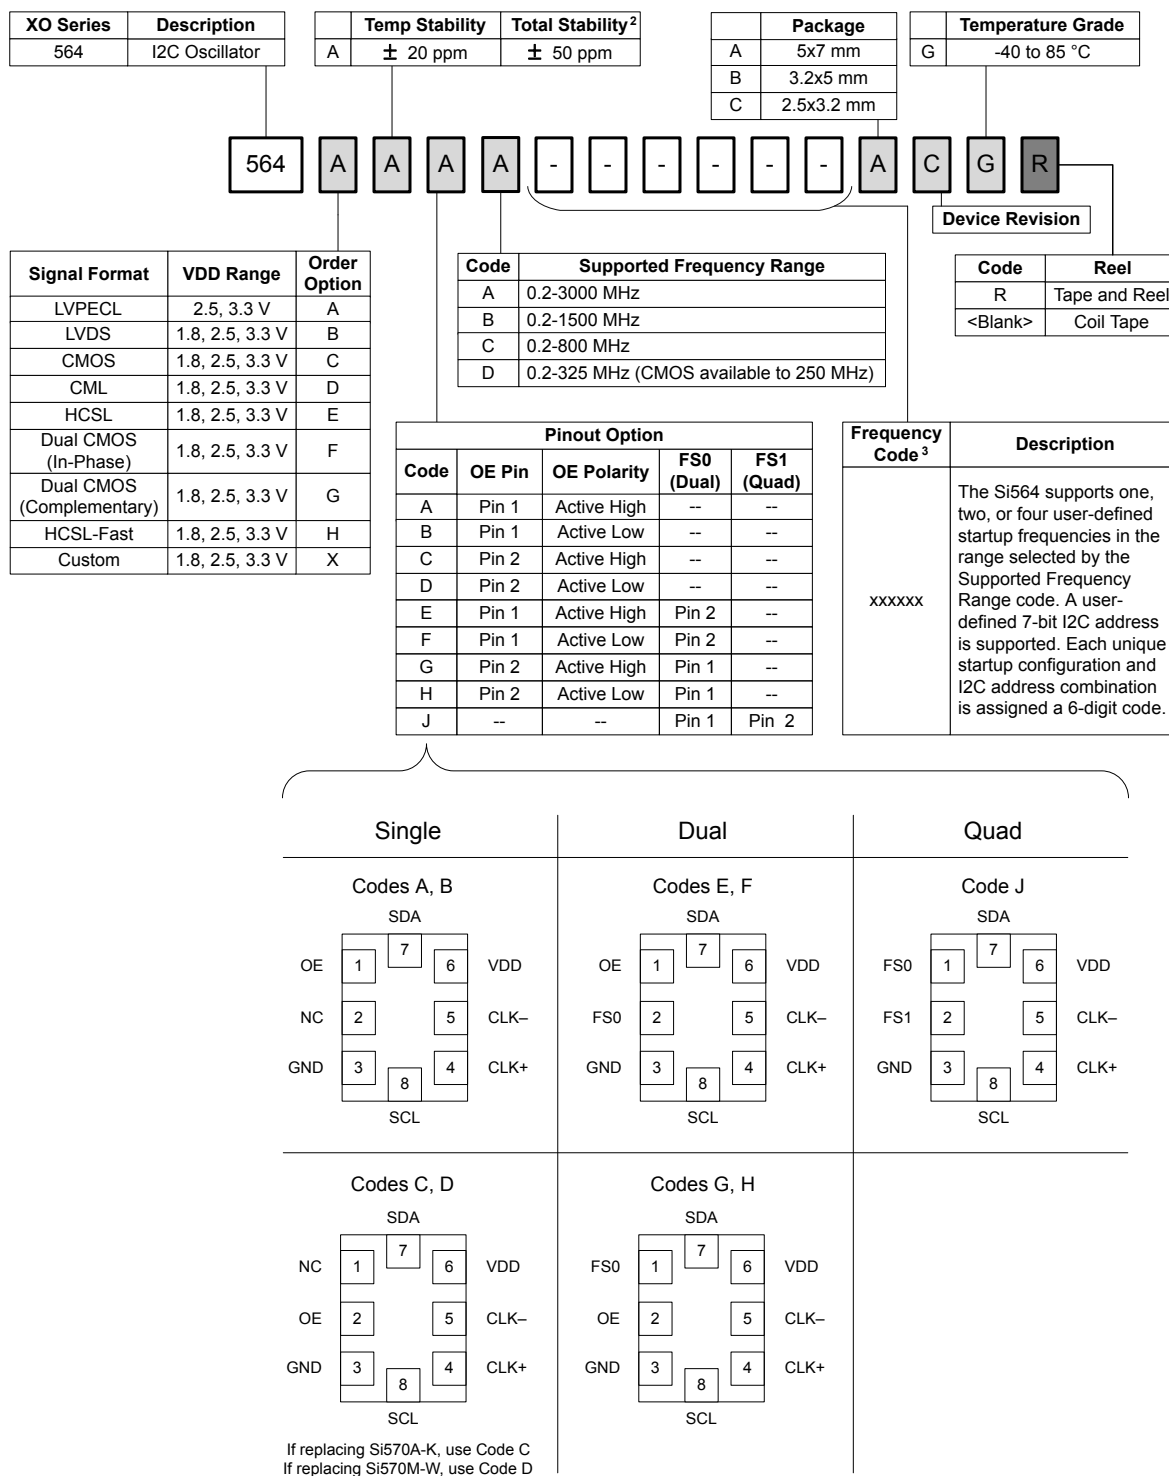 XO Series Description
564 I2C Oscillator
Temp Stability Total Stability 2
A ± 20 ppm ± 50 ppm
Package
A 5x7 mm
B 3.2x5 mm
C 2.5x3.2 mm
Temperature Grade
G -40 to 85 °C
564 A A A A - - - - - - A C G R
Device Revision
Signal Format VDD Range Order Option
LVPECL 2.5, 3.3 V A
LVDS 1.8, 2.5, 3.3 V B
CMOS 1.8, 2.5, 3.3 V C
CML 1.8, 2.5, 3.3 V D
HCSL 1.8, 2.5, 3.3 V E
Dual CMOS (In-Phase) 1.8, 2.5, 3.3 V F
Dual CMOS (Complementary) 1.8, 2.5, 3.3 V G
HCSL-Fast 1.8, 2.5, 3.3 V H
Custom 1.8, 2.5, 3.3 V X
Code Supported Frequency Range
A 0.2-3000 MHz
B 0.2-1500 MHz
C 0.2-800 MHz
D 0.2-325 MHz (CMOS available to 250 MHz)
Code Reel
R Tape and Reel
<Blank> Coil Tape
Pinout Option
Code OE Pin OE Polarity FS0 (Dual) FS1 (Quad)
A Pin 1 Active High -- --
B Pin 1 Active Low -- --
C Pin 2 Active High -- --
D Pin 2 Active Low -- --
E Pin 1 Active High Pin 2 --
F Pin 1 Active Low Pin 2 --
G Pin 2 Active High Pin 1 --
H Pin 2 Active Low Pin 1 --
J -- -- Pin 1 Pin 2
Frequency Code 3 Description
xxxxxx
The Si564 supports one,
two, or four user-defined
startup frequencies in the
range selected by the
Supported Frequency
Range code. A user-
defined 7-bit I2C address
is supported. Each unique
startup configuration and
I2C address combination
is assigned a 6-digit code.
Single Dual Quad
Codes A, B
SDA
7
OE 1 6 VDD
NC 2 5 CLK–
GND 3 4 CLK+
8
SCL
Codes E, F
SDA
7
OE 1 6 VDD
FS0 2 5 CLK–
GND 3 4 CLK+
8
SCL
Code J
SDA
7
FS0 1 6 VDD
FS1 2 5 CLK–
GND 3 4 CLK+
8
SCL
Codes C, D
SDA
7
NC 1 6 VDD
OE 2 5 CLK–
GND 3 4 CLK+
8
SCL
If replacing Si570A-K, use Code C
If replacing Si570M-W, use Code D
Codes G, H
SDA
7
FS0 1 6 VDD
OE 2 5 CLK–
GND 3 4 CLK+
8
SCL